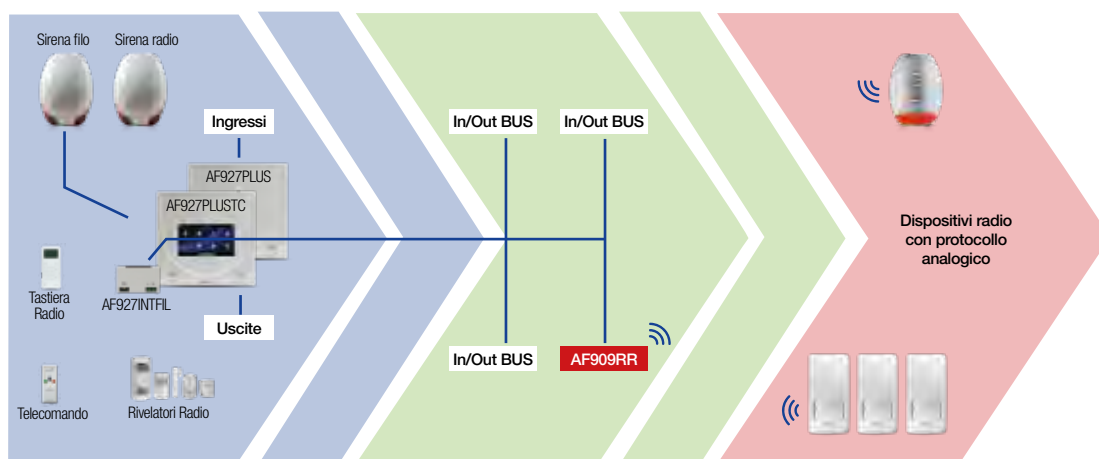 Sirena filo
Sirena radio
Ingressi
AF927PLUS
AF927PLUSTC
AF927INTFIL
Tastiera
Radio
Uscite
Telecomando
Rivelatori Radio
In/Out BUS
In/Out BUS
In/Out BUS
AF909RR
Dispositivi radio
con protocollo
analogico